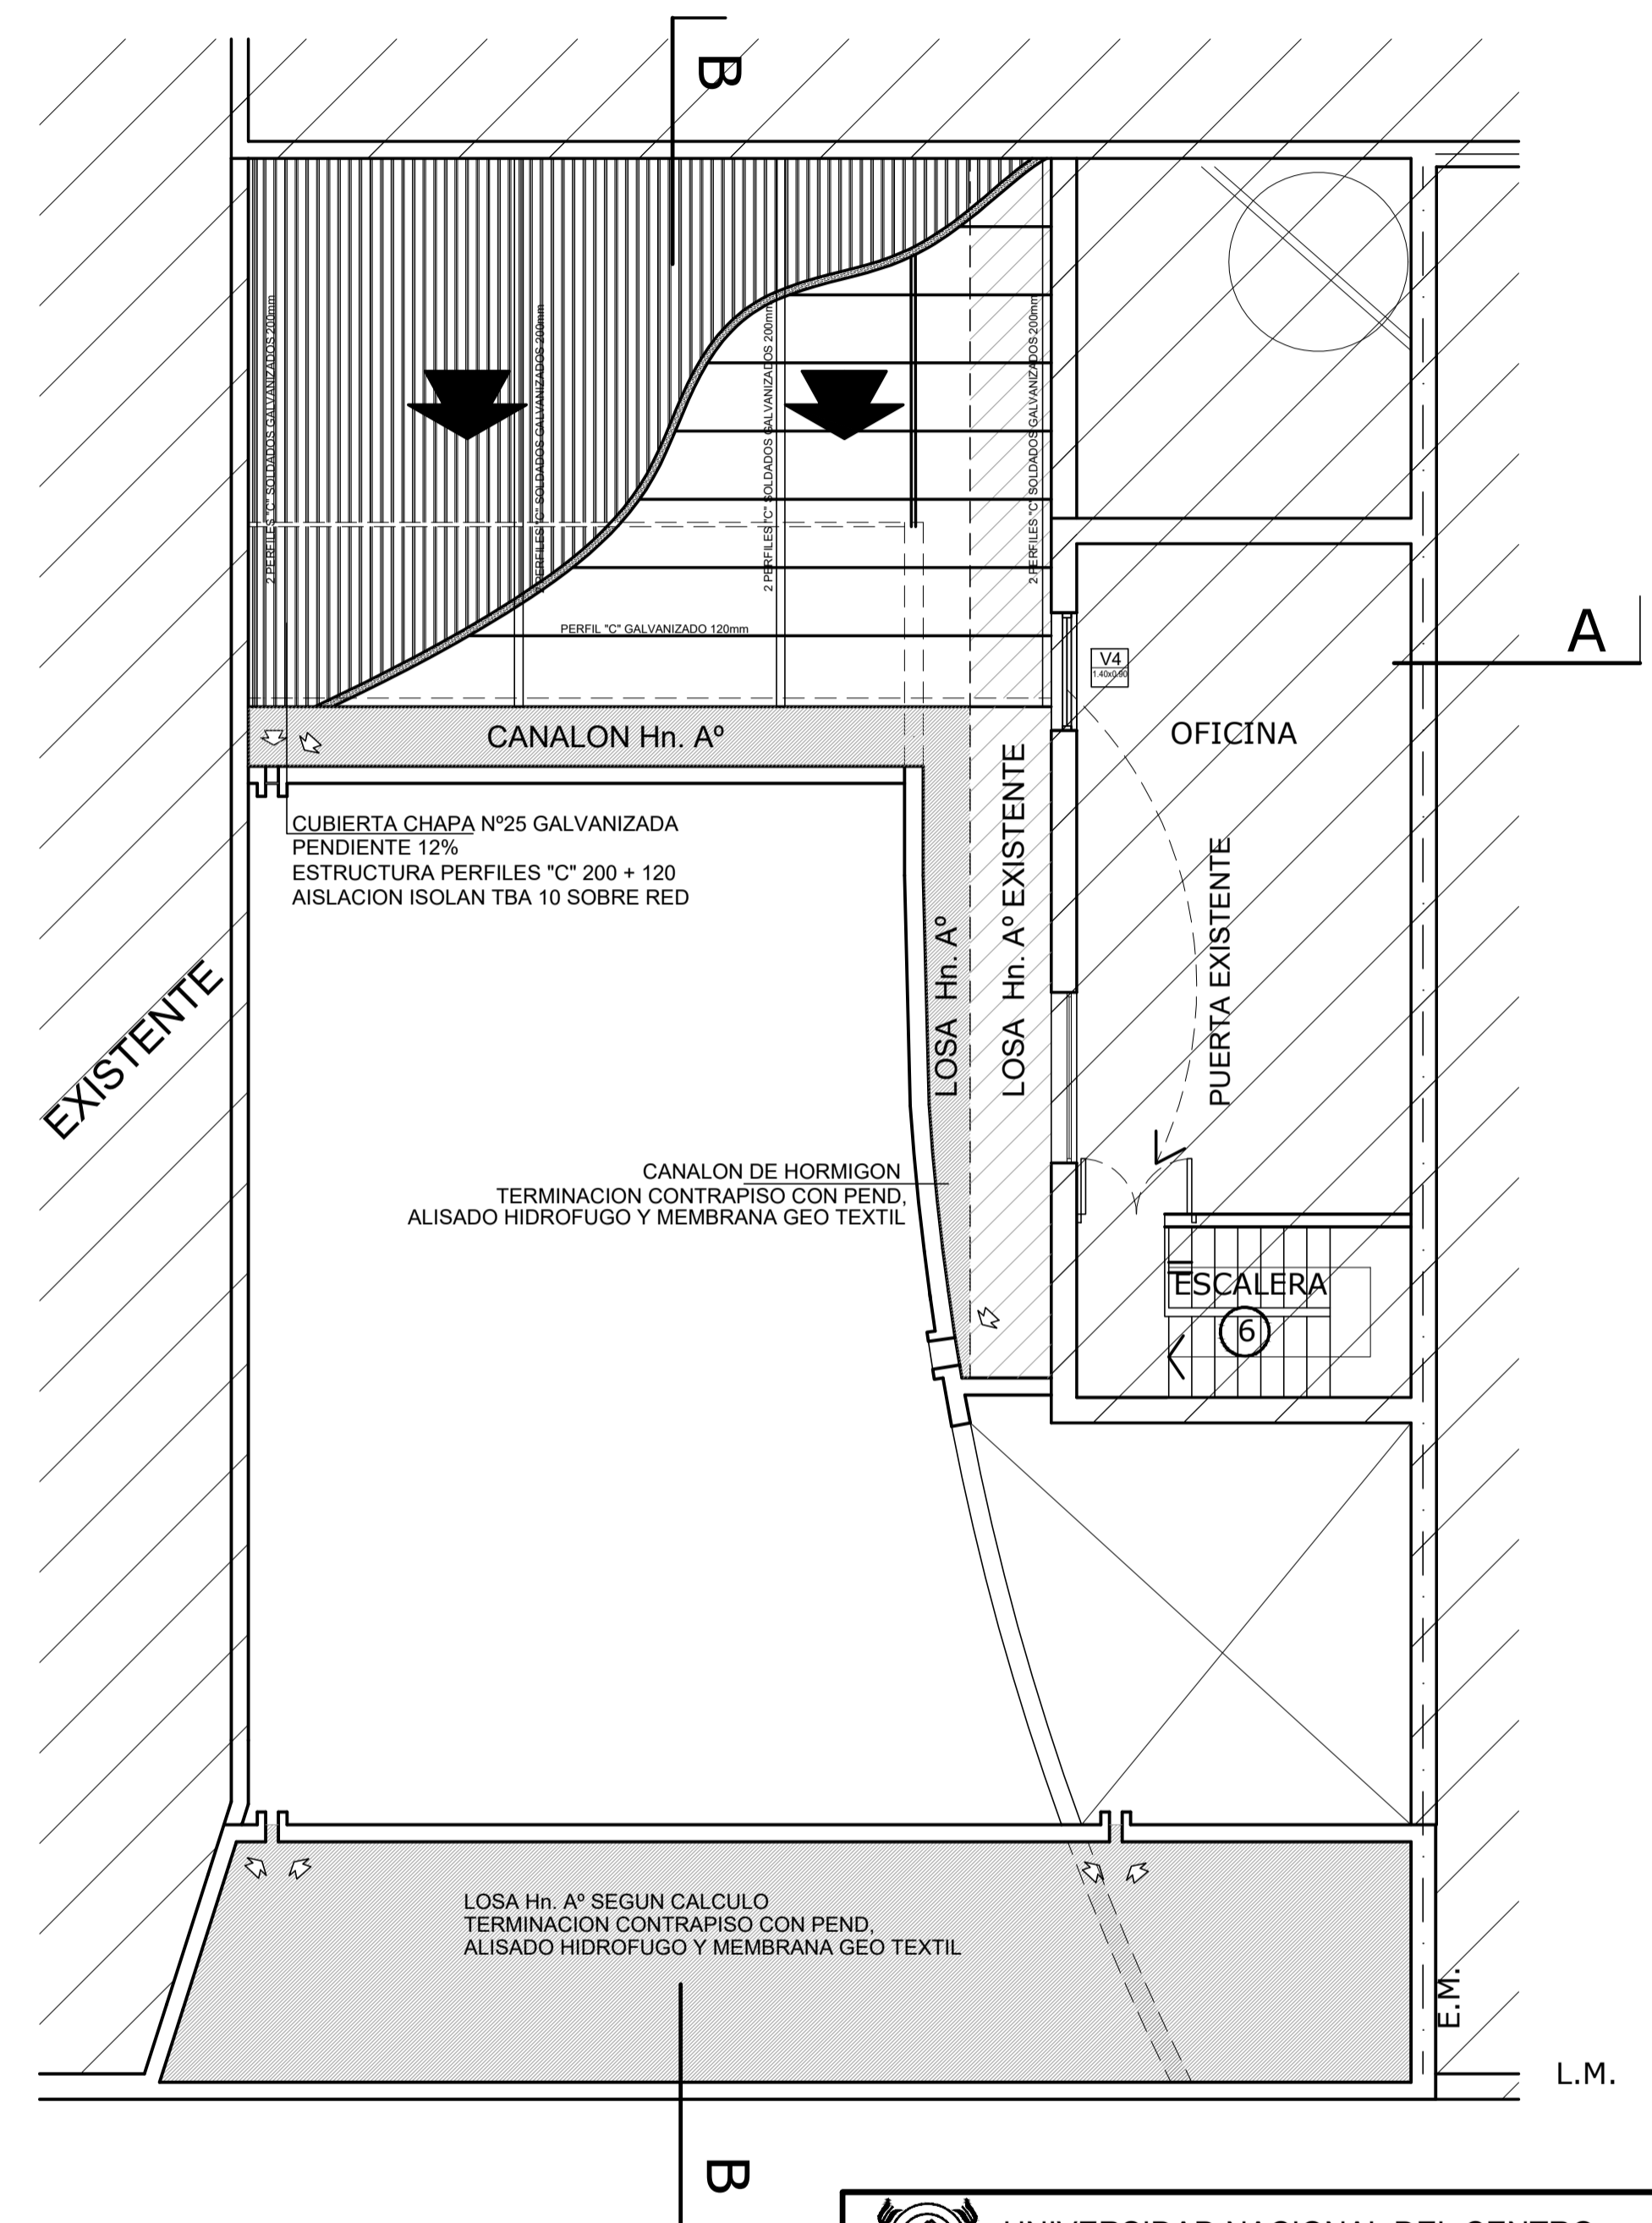 B
2 PERFILES "C" SOLDADOS GALVANIZADOS 200mm
2 PERFILES "C" SOLDADOS GALVANIZADOS 200mm
2 PERFILES "C" SOLDADOS GALVANIZADOS 200mm
2 PERFILES "C" SOLDADOS GALVANIZADOS 200mm
PERFIL "C" GALVANIZADO 120mm
A
V4
1.40x0.90
OFICINA
CANALON Hn. Aº
CUBIERTA CHAPA Nº25 GALVANIZADA
PENDIENTE 12%
ESTRUCTURA PERFILES "C" 200 + 120
AISLACION ISOLAN TBA 10 SOBRE RED
LOSA Hn. Aº
LOSA Hn. Aº EXISTENTE
PUERTA EXISTENTE
EXISTENTE
CANALON DE HORMIGON
TERMINACION CONTRAPISO CON PEND,
ALISADO HIDROFUGO Y MEMBRANA GEO TEXTIL
ESCALERA
6
LOSA Hn. Aº SEGUN CALCULO
TERMINACION CONTRAPISO CON PEND,
ALISADO HIDROFUGO Y MEMBRANA GEO TEXTIL
E.M.
L.M.
B
UNIVERSIDAD NACIONAL DEL CENTRO